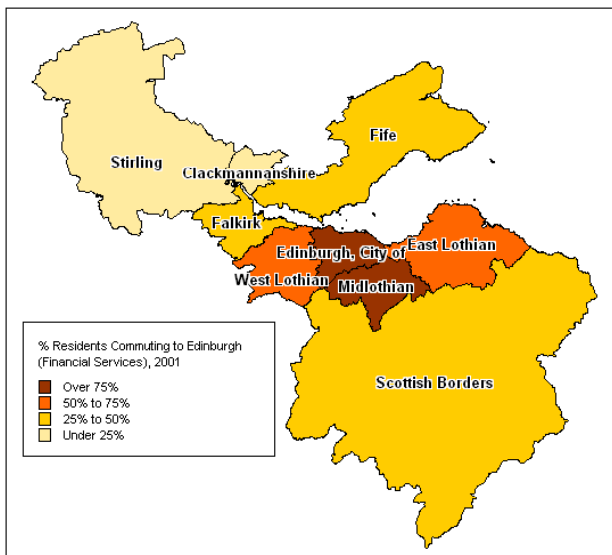 Fife
Stirling
Clackmannanshire
Falkirk
Edinburgh, City of
East Lothian
West Lothian
Midlothian
Scottish Borders
% Residents Commuting to Edinburgh
(Financial Services), 2001
Over 75%
50% to 75%
25% to 50%
Under 25%